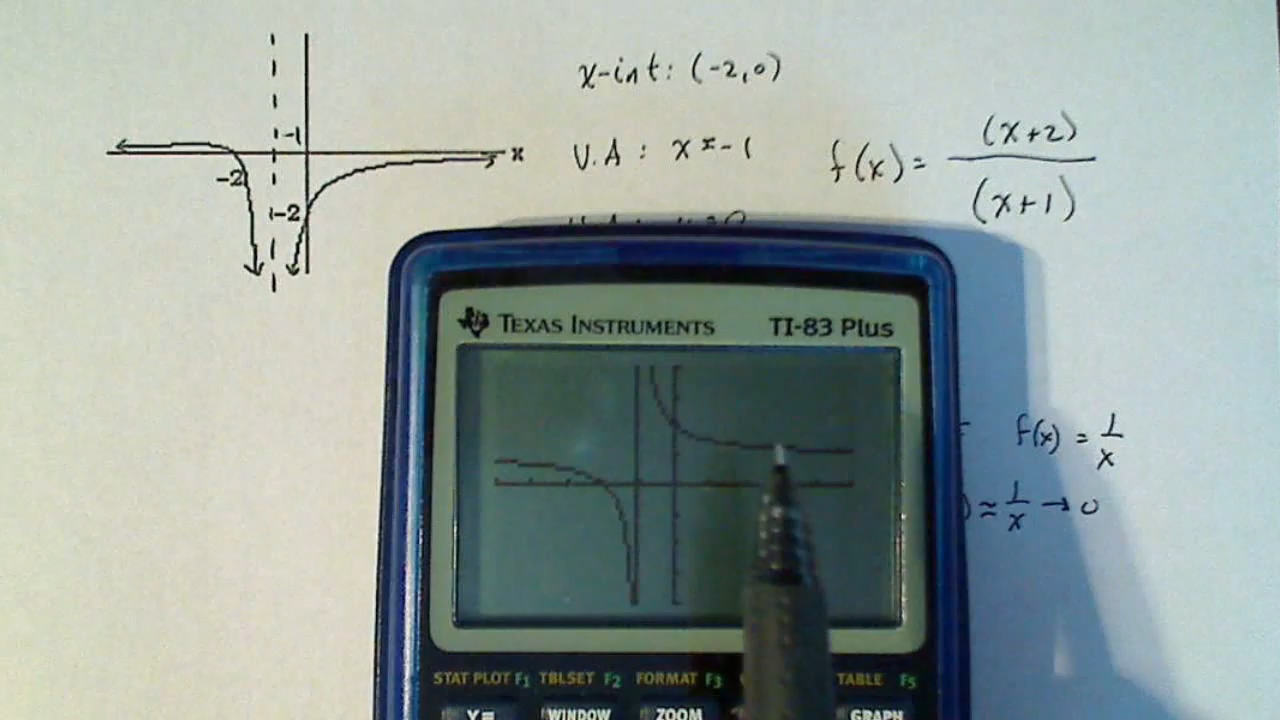 x-int: (-2,0)
-1
x
V.A: x=-1
f(x)= (x+2)
(x+1)
-2
-2
TEXAS INSTRUMENTS TI-83 Plus
f(x) = 1
x
≈ 1 → 0
x
STAT PLOT F1 TBLSET F2 FORMAT F3 TABLE F5
Y= WINDOW ZOOM GRAPH